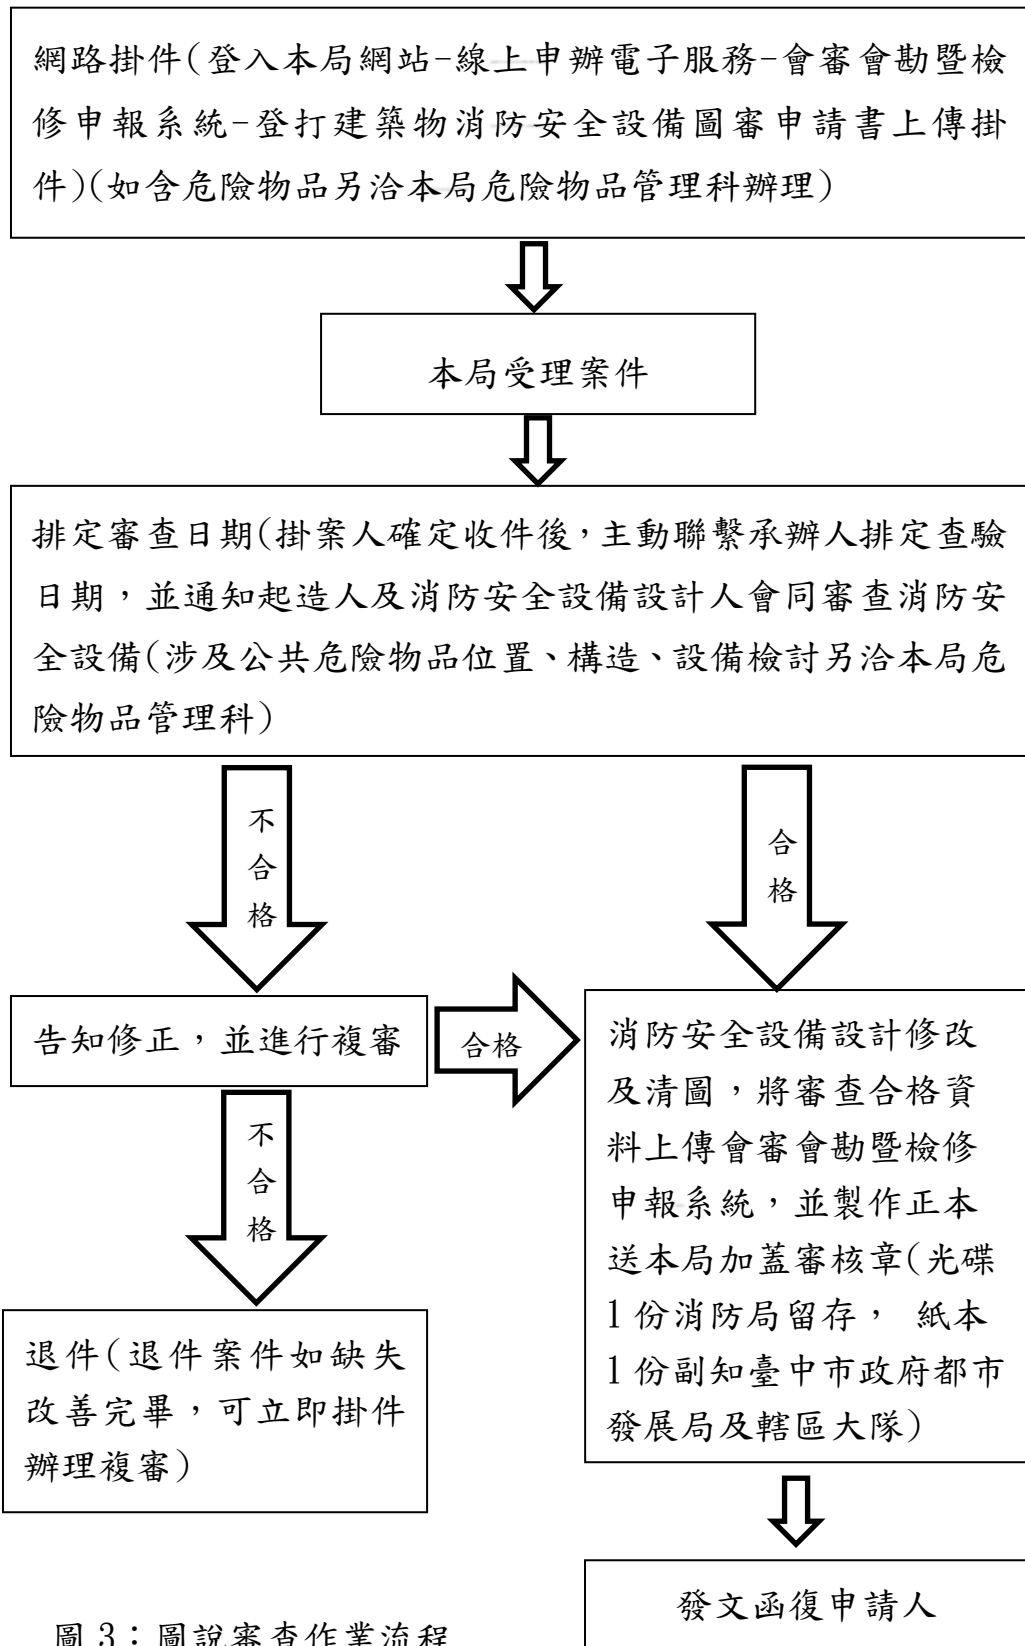 網路掛件(登入本局網站-線上申辦電子服務-會審會勘暨檢
修申報系統-登打建築物消防安全設備圖審申請書上傳掛
件)(如含危險物品另洽本局危險物品管理科辦理)
本局受理案件
排定審查日期(掛案人確定收件後,主動聯繫承辦人排定查驗
日期,並通知起造人及消防安全設備設計人會同審查消防安
全設備(涉及公共危險物品位置、構造、設備檢討另洽本局危
險物品管理科)
不
合
格
合
格
告知修正,並進行複審
合格
消防安全設備設計修改
及清圖,將審查合格資
料上傳會審會勘暨檢修
申報系統,並製作正本
送本局加蓋審核章(光碟
1份消防局留存, 紙本
1份副知臺中市政府都市
發展局及轄區大隊)
不
合
格
退件(退件案件如缺失
改善完畢,可立即掛件
辦理複審)
發文函復申請人
圖 3:圖說審查作業流程